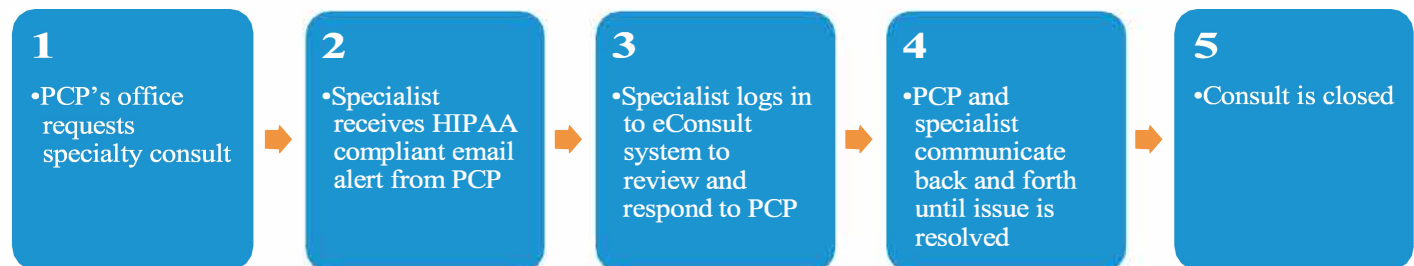 1
•PCP’s office
requests
specialty consult
2
•Specialist
receives HIPAA
compliant email
alert from PCP
3
•Specialist logs in
to eConsult
system to
review and
respond to PCP
4
•PCP and
specialist
communicate
back and forth
until issue is
resolved
5
•Consult is closed